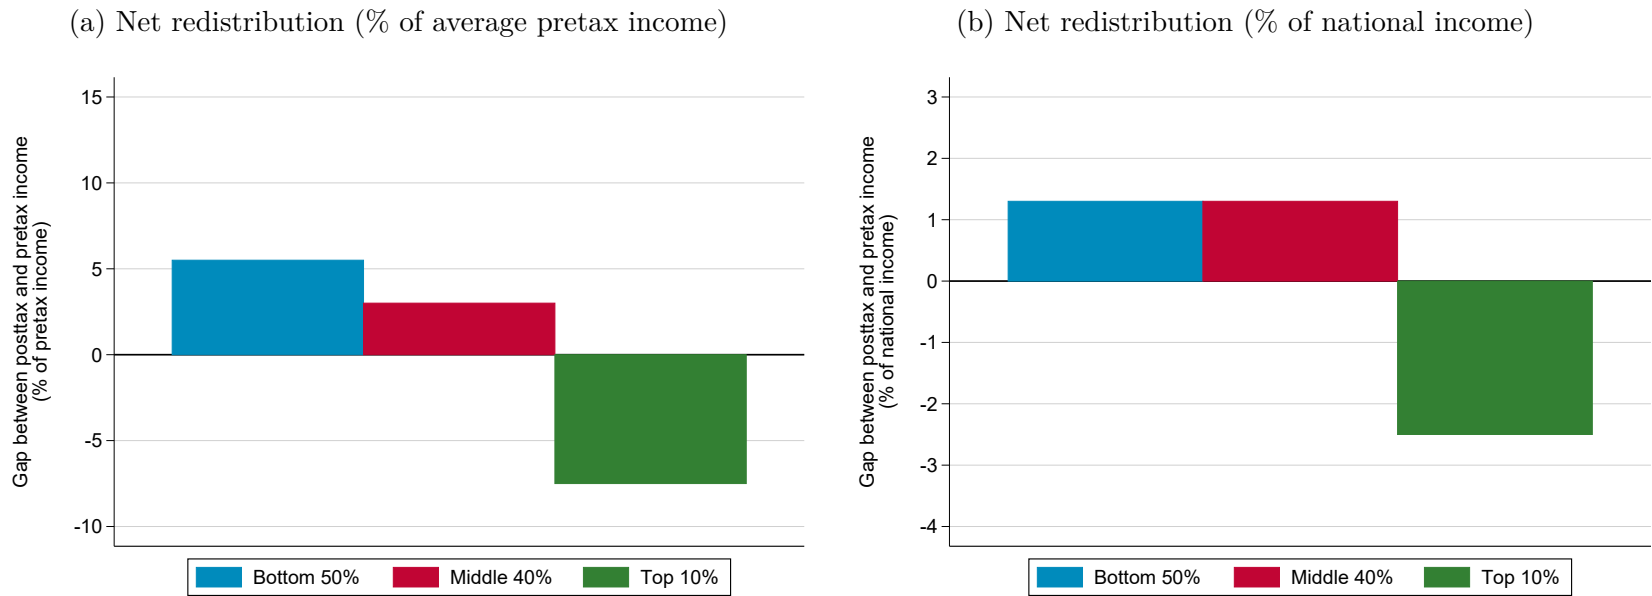 (a) Net redistribution (% of average pretax income)
15
10
5
0
-5
-10
Gap between posttax and pretax income
(% of pretax income)
Bottom 50%
Middle 40%
Top 10%
(b) Net redistribution (% of national income)
3
2
1
0
-1
-2
-3
-4
Gap between posttax and pretax income
(% of national income)
Bottom 50%
Middle 40%
Top 10%